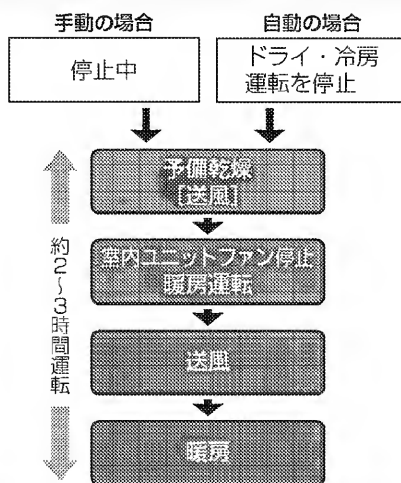 手動の場合
自動の場合
停止中
ドライ・冷房
運転を停止
予備乾燥
[送風]
室内ユニットファン停止
暖房運転
約2～3時間運転
送風
暖房